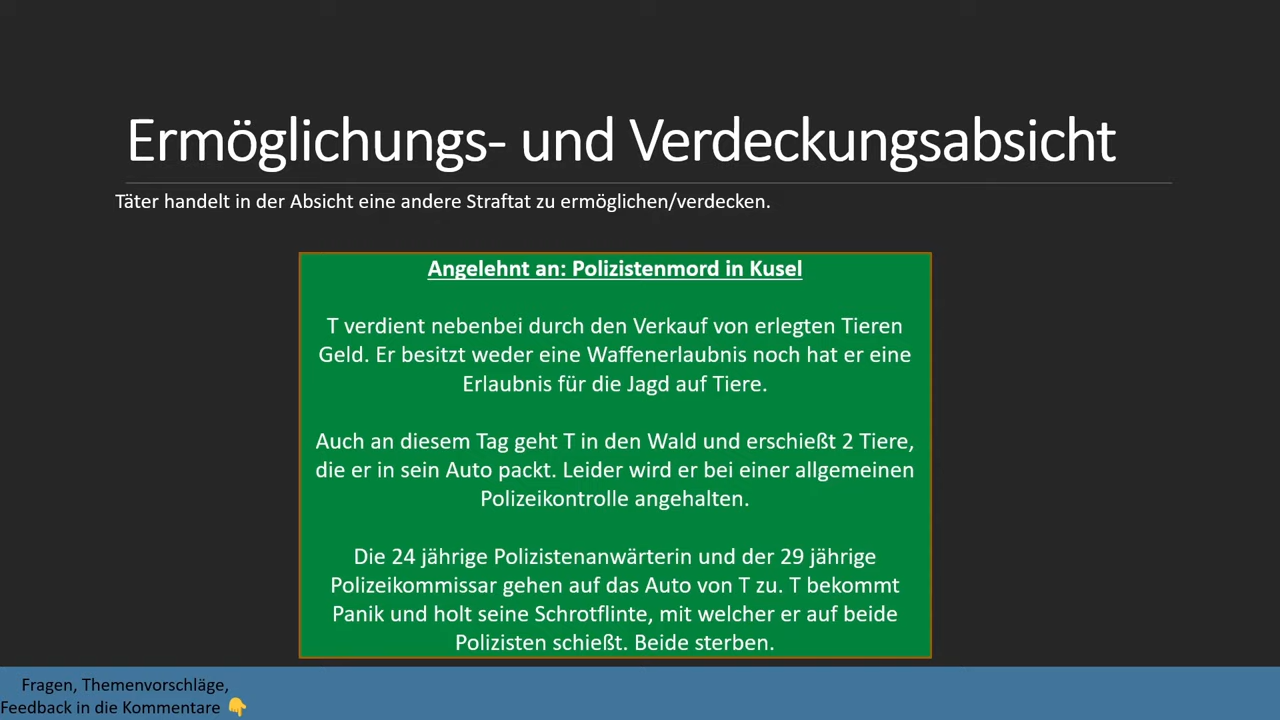 Ermöglichungs- und Verdeckungsabsicht
Täter handelt in der Absicht eine andere Straftat zu ermöglichen/verdecken.
Angelehnt an: Polizistenmord in Kusel
T verdient nebenbei durch den Verkauf von erlegten Tieren
Geld. Er besitzt weder eine Waffenerlaubnis noch hat er eine
Erlaubnis für die Jagd auf Tiere.
Auch an diesem Tag geht T in den Wald und erschießt 2 Tiere,
die er in sein Auto packt. Leider wird er bei einer allgemeinen
Polizeikontrolle angehalten.
Die 24 jährige Polizistenanwärterin und der 29 jährige
Polizeikommissar gehen auf das Auto von T zu. T bekommt
Panik und holt seine Schrotflinte, mit welcher er auf beide
Polizisten schießt. Beide sterben.
Fragen, Themenvorschläge,
Feedback in die Kommentare 👇